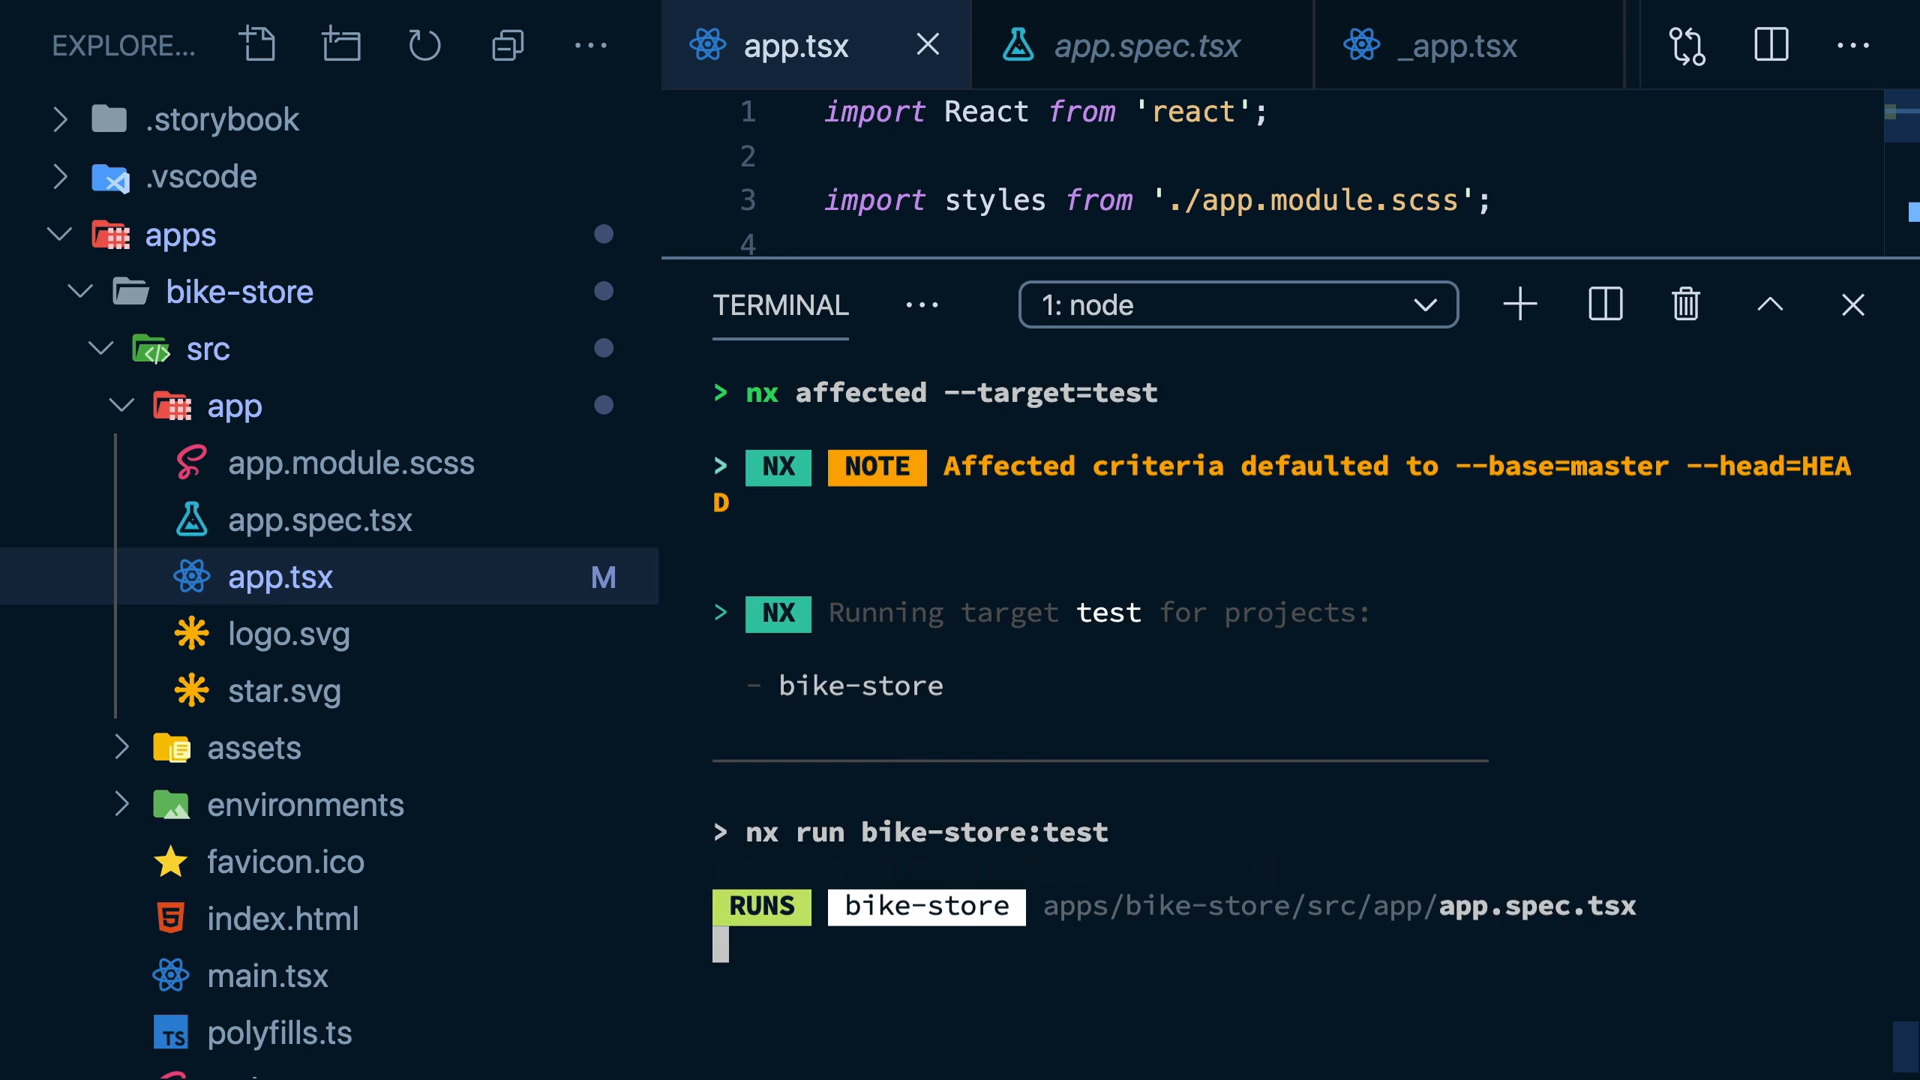 EXPLORE...
.storybook
.vscode
apps
bike-store
src
app
app.module.scss
app.spec.tsx
app.tsx M
logo.svg
star.svg
assets
environments
favicon.ico
index.html
main.tsx
TS polyfills.ts
app.tsx
app.spec.tsx
_app.tsx
1 import React from 'react';
2
3 import styles from './app.module.scss';
4
TERMINAL
1: node
> nx affected --target=test
> NX NOTE Affected criteria defaulted to --base=master --head=HEA
D
> NX Running target test for projects:
- bike-store
> nx run bike-store:test
RUNS bike-store apps/bike-store/src/app/app.spec.tsx